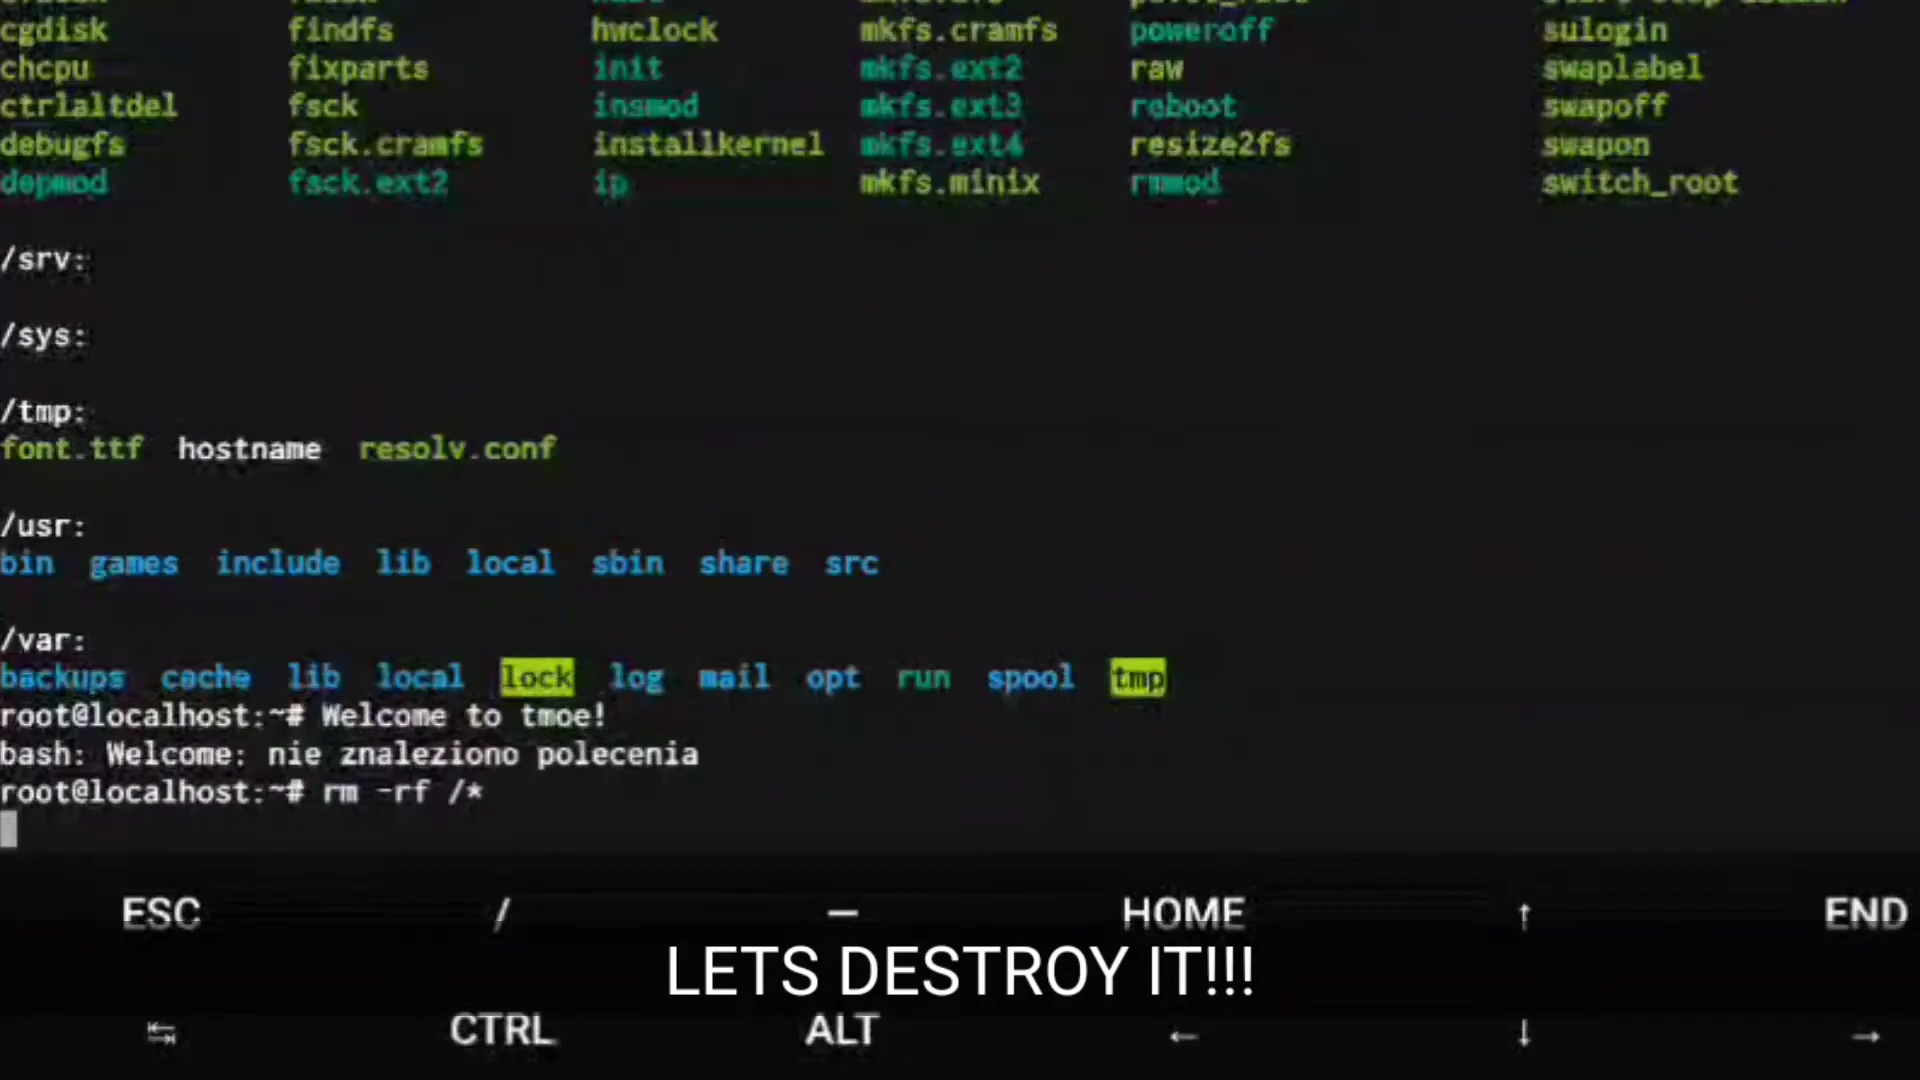 cgdisk findfs hwclock mkfs.cramfs poweroff sulogin
chcpu fixparts init mkfs.ext2 raw swaplabel
ctrlaltdel fsck insmod mkfs.ext3 reboot swapoff
debugfs fsck.cramfs installkernel mkfs.ext4 resize2fs swapon
depmod fsck.ext2 ip mkfs.minix rmmod switch_root
/srv:
/sys:
/tmp:
font.ttf hostname resolv.conf
/usr:
bin games include lib local sbin share src
/var:
backups cache lib local lock log mail opt run spool tmp
root@localhost:~# Welcome to tmoe!
bash: Welcome: nie znaleziono polecenia
root@localhost:~# rm -rf /*
ESC / — HOME ↑ END
LETS DESTROY IT!!!
↹ CTRL ALT ← ↓ →